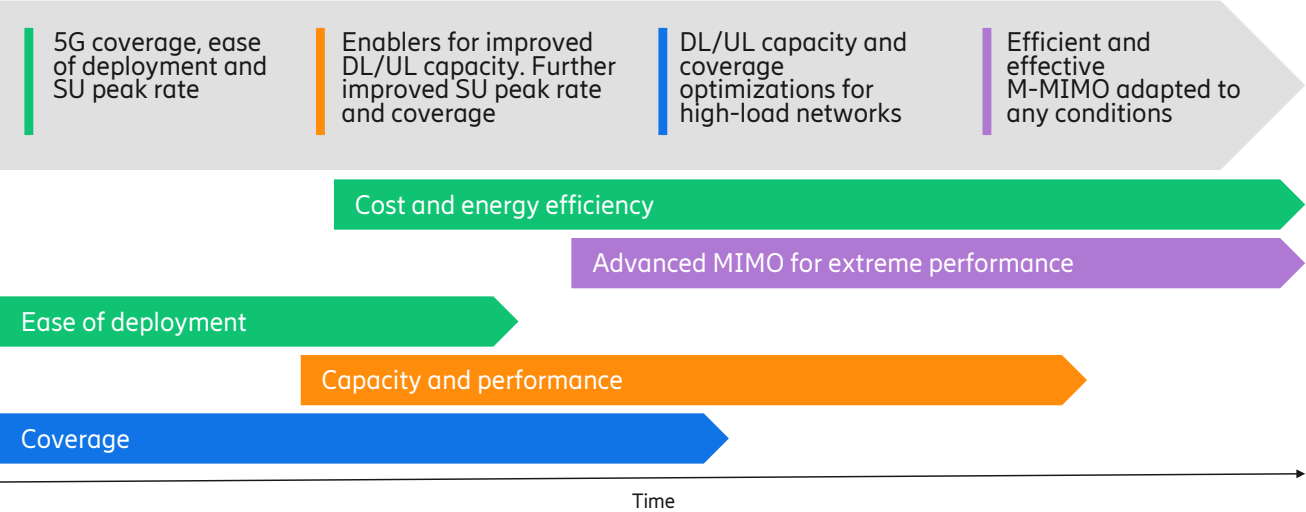 5G coverage, ease
of deployment and
SU peak rate
Enablers for improved
DL/UL capacity. Further
improved SU peak rate
and coverage
DL/UL capacity and
coverage
optimizations for
high-load networks
Efficient and
effective
M-MIMO adapted to
any conditions
Cost and energy efficiency
Advanced MIMO for extreme performance
Ease of deployment
Capacity and performance
Coverage
Time